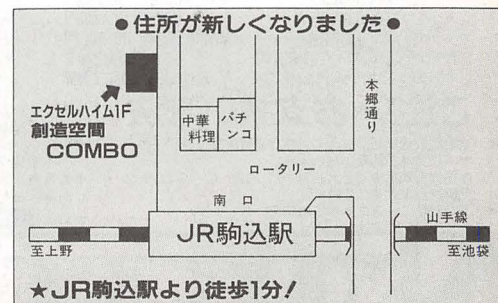 ●住所が新しくなりました●
エクセルハイム1F
創造空間
COMBO
中華
料理
パチ
ンコ
本郷通り
ロータリー
南口
JR駒込駅
山手線
至上野
至池袋
★JR駒込駅より徒歩1分!